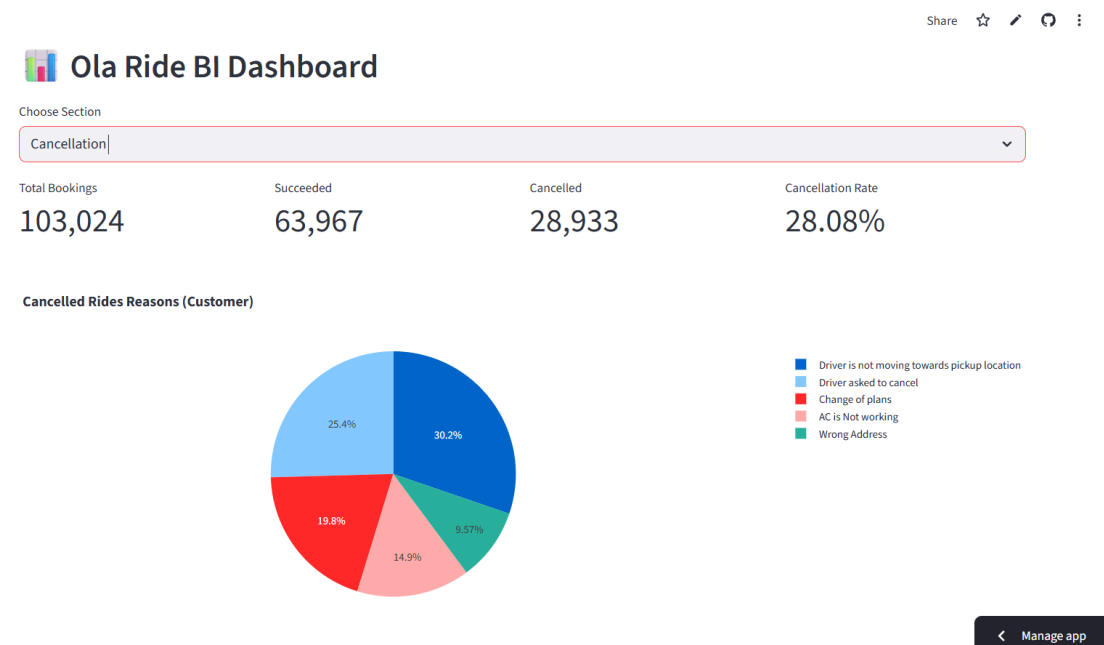 Share
Ola Ride BI Dashboard
Choose Section
Cancellation
Total Bookings
Succeeded
Cancelled
Cancellation Rate
103,024
63,967
28,933
28.08%
Cancelled Rides Reasons (Customer)
Driver is not moving towards pickup location
Driver asked to cancel
Change of plans
AC is Not working
Wrong Address
25.4%
30.2%
19.8%
9.57%
14.9%
Manage app